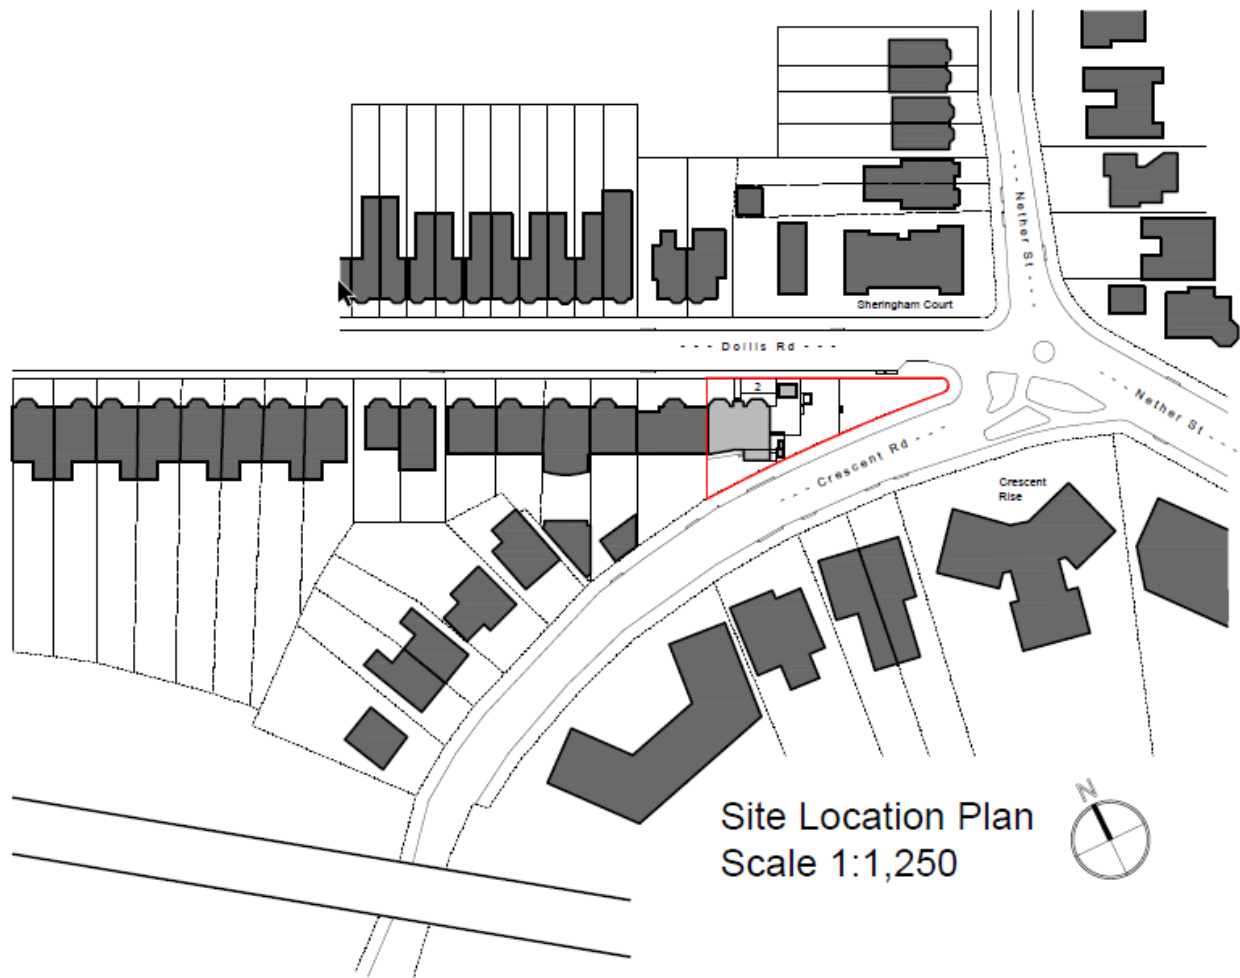 Nether St
Sheringham Court
Dollis Rd
2
Nether St
Crescent Rd
Crescent
Rise
N
Site Location Plan
Scale 1:1,250